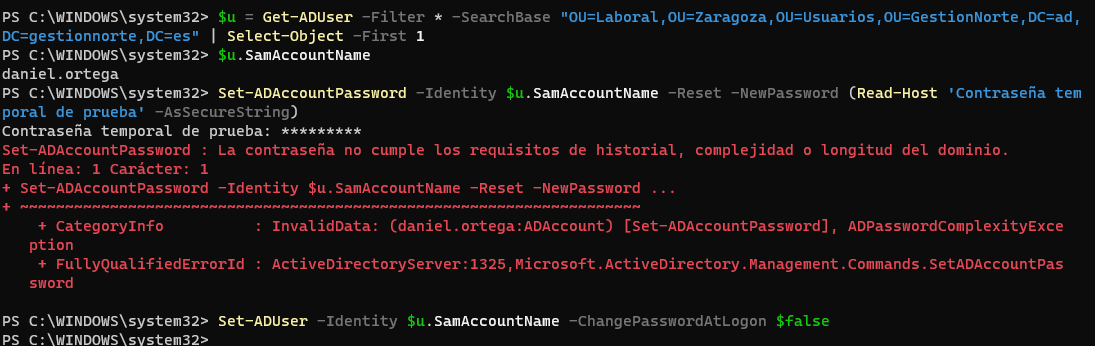 PS C:\WINDOWS\system32> $u = Get-ADUser -Filter * -SearchBase "OU=Laboral,OU=Zaragoza,OU=Usuarios,OU=GestionNorte,DC=ad,
DC=gestionnorte,DC=es" | Select-Object -First 1
PS C:\WINDOWS\system32> $u.SamAccountName
daniel.ortega
PS C:\WINDOWS\system32> Set-ADAccountPassword -Identity $u.SamAccountName -Reset -NewPassword (Read-Host 'Contraseña tem
poral de prueba' -AsSecureString)
Contraseña temporal de prueba: *********
Set-ADAccountPassword : La contraseña no cumple los requisitos de historial, complejidad o longitud del dominio.
En línea: 1 Carácter: 1
+ Set-ADAccountPassword -Identity $u.SamAccountName -Reset -NewPassword ...
+ ~~~~~~~~~~~~~~~~~~~~~~~~~~~~~~~~~~~~~~~~~~~~~~~~~~~~~~~~~~~~~~~~~~~~~
    + CategoryInfo          : InvalidData: (daniel.ortega:ADAccount) [Set-ADAccountPassword], ADPasswordComplexityExce
   ption
    + FullyQualifiedErrorId : ActiveDirectoryServer:1325,Microsoft.ActiveDirectory.Management.Commands.SetADAccountPas
   sword
PS C:\WINDOWS\system32> Set-ADUser -Identity $u.SamAccountName -ChangePasswordAtLogon $false
PS C:\WINDOWS\system32>